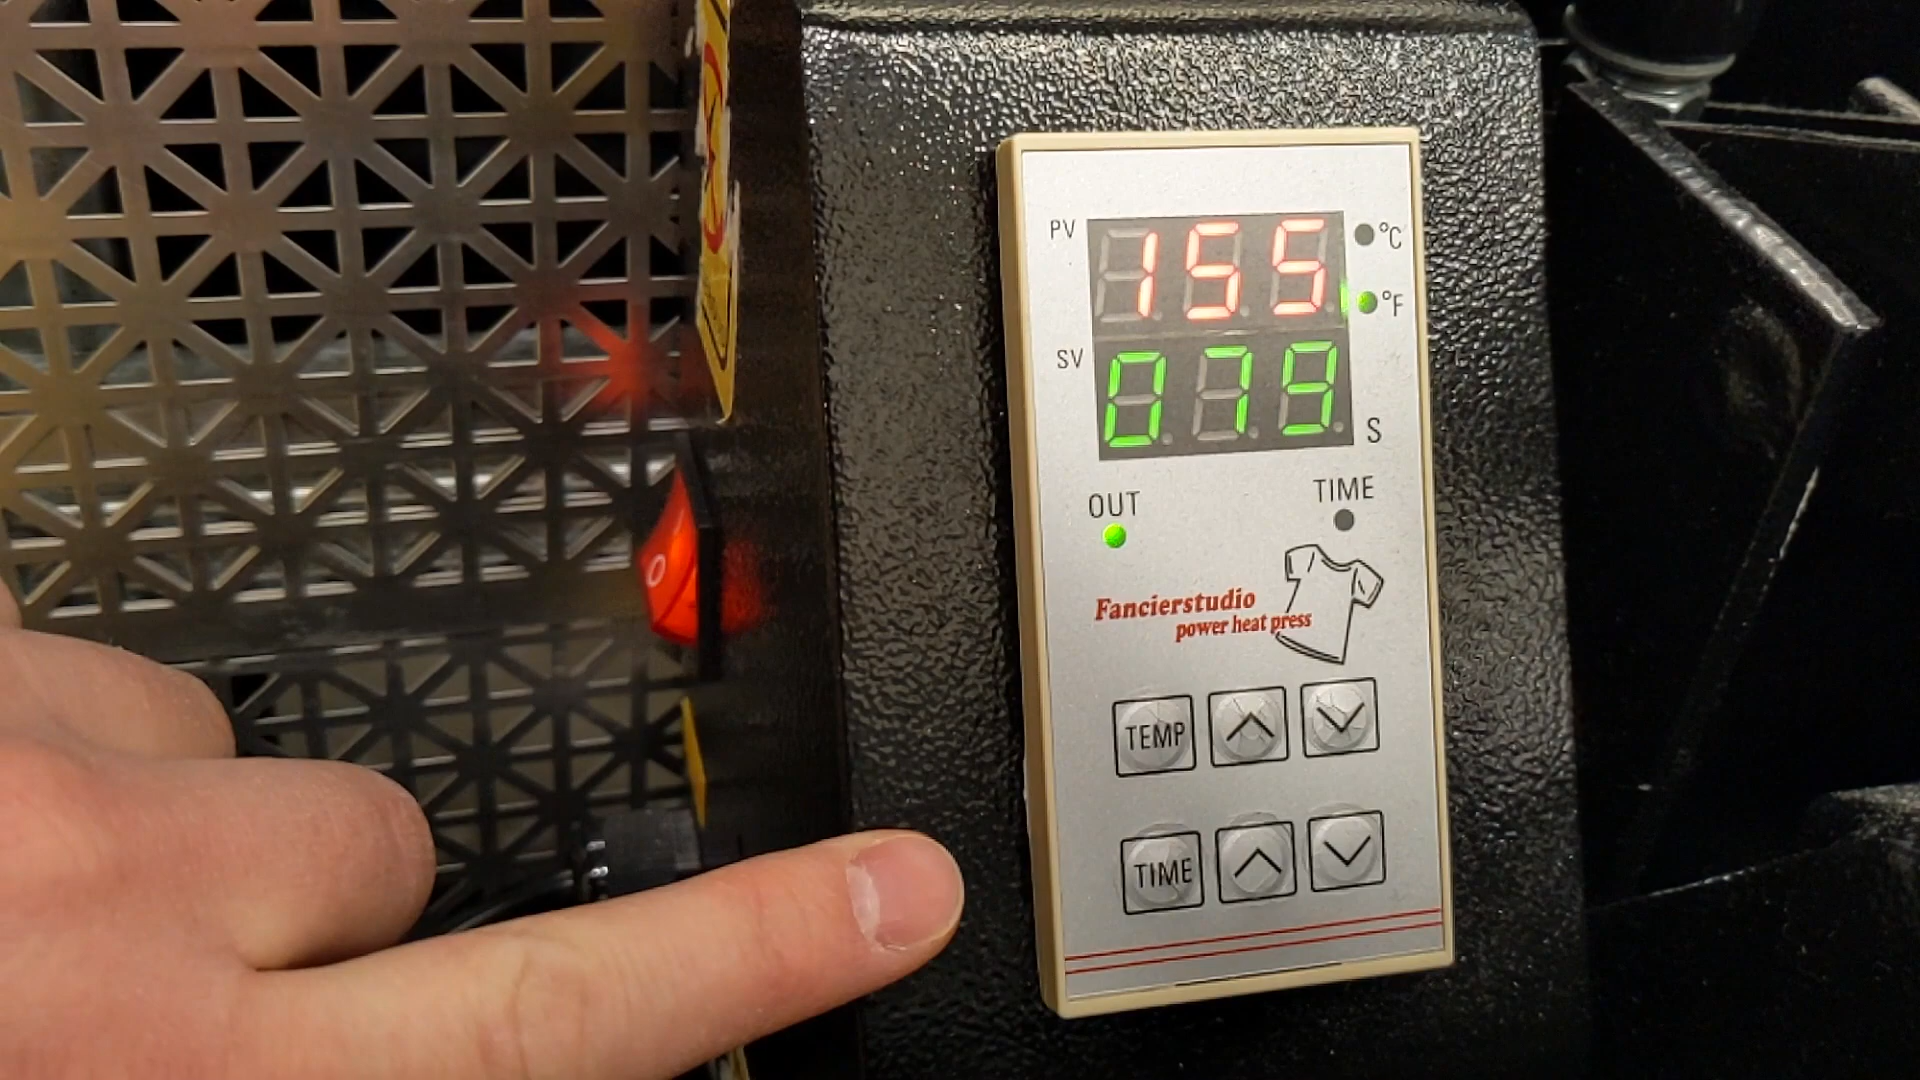 PV
155
°C
°F
SV
079
S
OUT
TIME
Fancierstudio
power heat press
TEMP
TIME
O